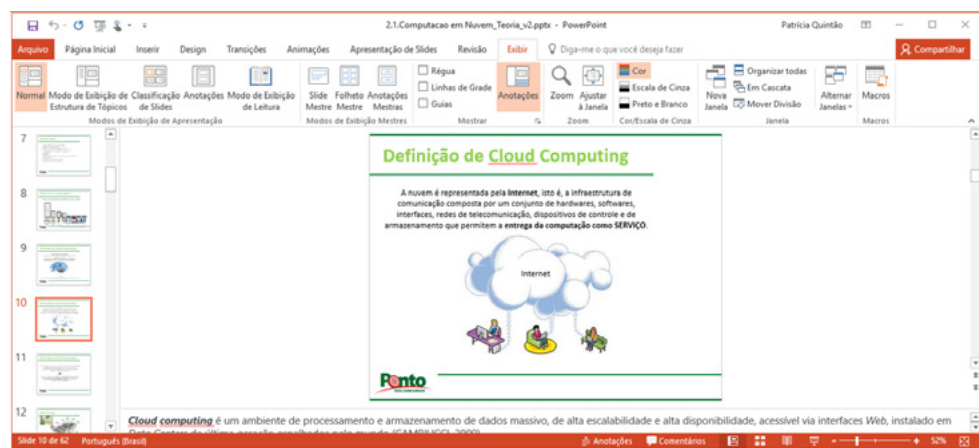 2.1.Computacao em Nuvem_Teoria_v2.pptx - PowerPoint
Patrícia Quintão
Arquivo Página Inicial Inserir Design Transições Animações Apresentação de Slides Revisão Exibir Diga-me o que você deseja fazer Compartilhar
Normal
Modo de Exibição de Estrutura de Tópicos
Classificação de Slides
Anotações
Modo de Exibição de Leitura
Modos de Exibição de Apresentação
Slide Mestre
Folheto Mestre
Anotações Mestras
Modos de Exibição Mestres
Régua
Linhas de Grade
Guias
Mostrar
Anotações
Zoom
Ajustar à Janela
Zoom
Cor
Escala de Cinza
Preto e Branco
Cor/Escala de Cinza
Nova Janela
Organizar todas
Em Cascata
Mover Divisão
Janela
Alternar Janelas
Macros
Macros
7
8
9
10
11
12
Definição de Cloud Computing
A nuvem é representada pela Internet, isto é, a infraestrutura de
comunicação composta por um conjunto de hardwares, softwares,
interfaces, redes de telecomunicação, dispositivos de controle e de
armazenamento que permitem a entrega da computação como SERVIÇO.
Internet
Ponto
Cloud computing é um ambiente de processamento e armazenamento de dados massivo, de alta escalabilidade e alta disponibilidade, acessível via interfaces Web, instalado em
Slide 10 de 62 Português (Brasil) Anotações Comentários 52%